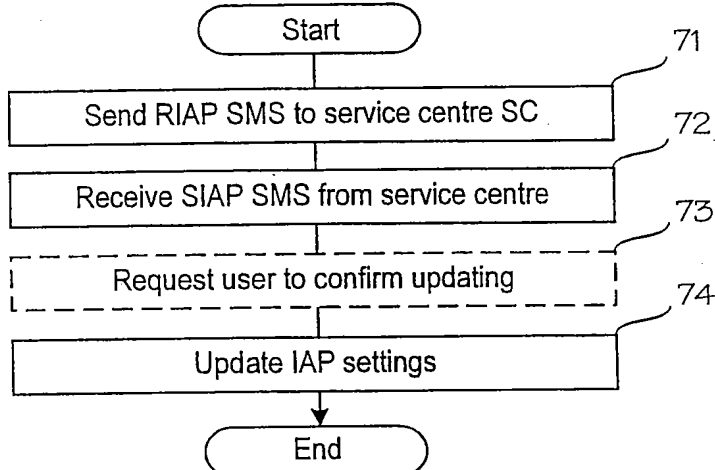 Start
71
Send RIAP SMS to service centre SC
72
Receive SIAP SMS from service centre
73
Request user to confirm updating
74
Update IAP settings
End